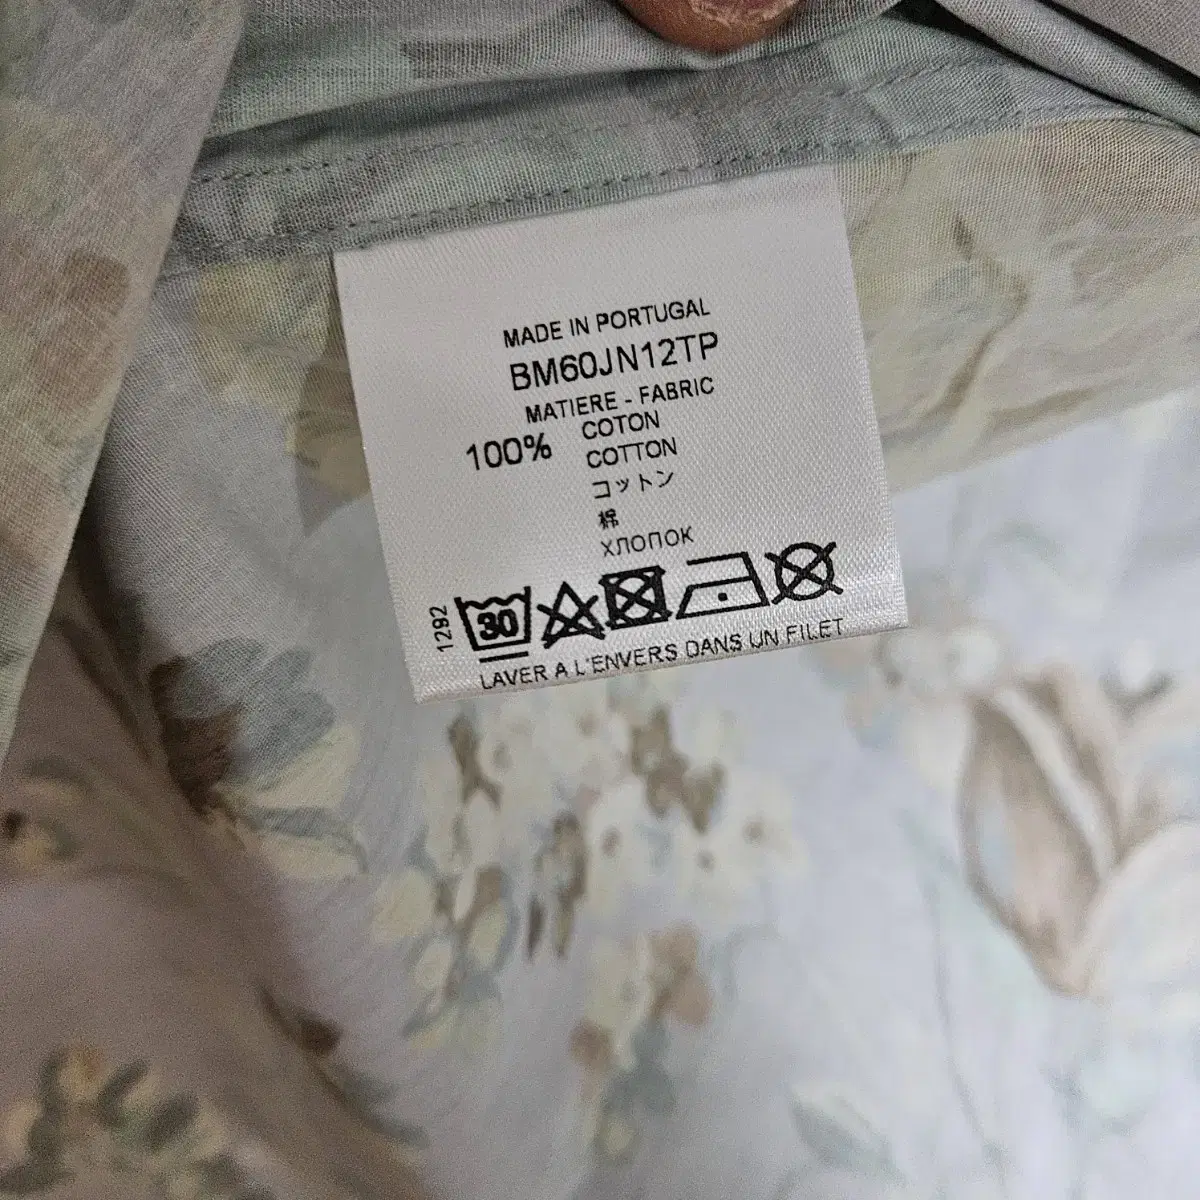 MADE IN PORTUGAL
BM60JN12TP
MATIERE - FABRIC
100% COTON
COTTON
コットン
棉
ХЛОПОК
1292
30
LAVER A L'ENVERS DANS UN FILET